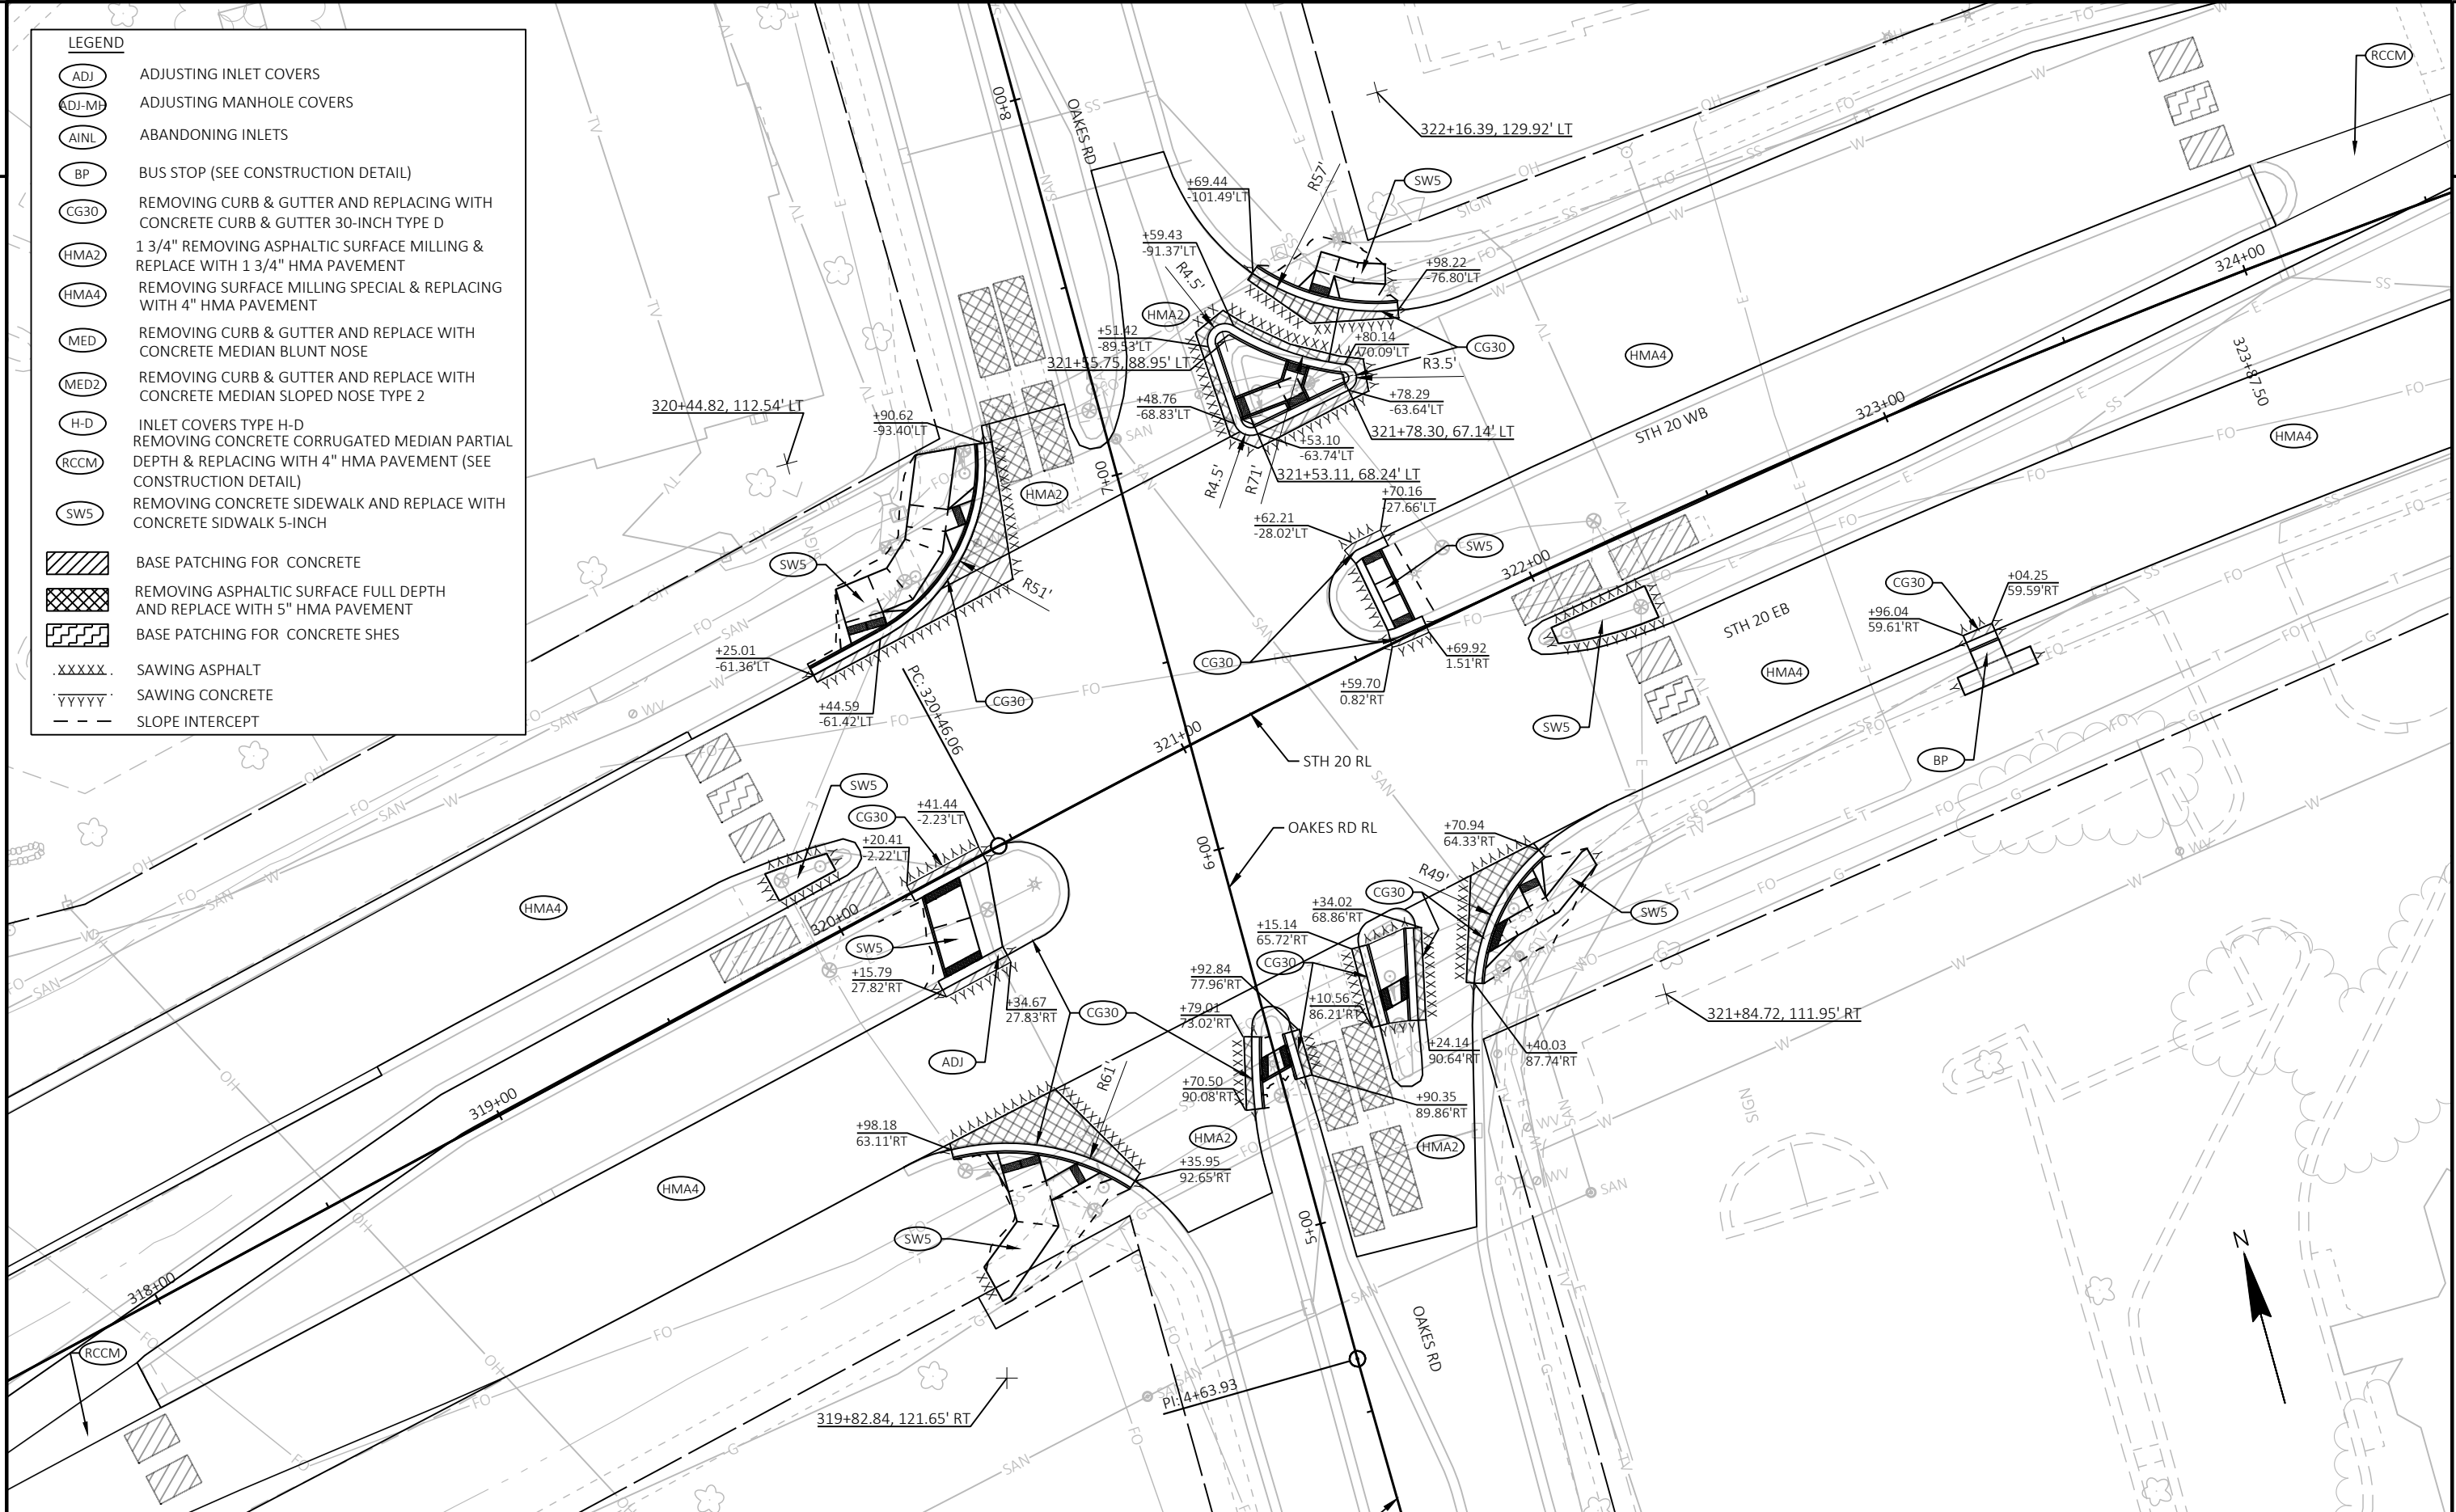 LEGEND
ADJ ADJUSTING INLET COVERS
ADJ-MH ADJUSTING MANHOLE COVERS
AINL ABANDONING INLETS
BP BUS STOP (SEE CONSTRUCTION DETAIL)
CG30 REMOVING CURB & GUTTER AND REPLACING WITH
CONCRETE CURB & GUTTER 30-INCH TYPE D
HMA2 1 3/4" REMOVING ASPHALTIC SURFACE MILLING &
REPLACE WITH 1 3/4" HMA PAVEMENT
HMA4 REMOVING SURFACE MILLING SPECIAL & REPLACING
WITH 4" HMA PAVEMENT
MED REMOVING CURB & GUTTER AND REPLACE WITH
CONCRETE MEDIAN BLUNT NOSE
MED2 REMOVING CURB & GUTTER AND REPLACE WITH
CONCRETE MEDIAN SLOPED NOSE TYPE 2
H-D INLET COVERS TYPE H-D
RCCM REMOVING CONCRETE CORRUGATED MEDIAN PARTIAL
DEPTH & REPLACING WITH 4" HMA PAVEMENT (SEE
CONSTRUCTION DETAIL)
SW5 REMOVING CONCRETE SIDEWALK AND REPLACE WITH
CONCRETE SIDWALK 5-INCH
BASE PATCHING FOR CONCRETE
REMOVING ASPHALTIC SURFACE FULL DEPTH
AND REPLACE WITH 5" HMA PAVEMENT
BASE PATCHING FOR CONCRETE SHES
XXXXX SAWING ASPHALT
YYYYY SAWING CONCRETE
SLOPE INTERCEPT
8+00
OAKES RD
322+16.39, 129.92' LT
RCCM
+69.44
-101.49'LT
R57'
SW5
+59.43
-91.37'LT
R4.5'
+98.22
-76.80'LT
324+00
HMA2
+51.42
-89.53'LT
321+55.75, 88.95' LT
+80.14
-70.09'LT
CG30
R3.5'
HMA4
323+87.50
320+44.82, 112.54' LT
+90.62
-93.40'LT
+48.76
-68.83'LT
+78.29
-63.64'LT
321+78.30, 67.14' LT
+53.10
-63.74'LT
321+53.11, 68.24' LT
STH 20 WB
323+00
HMA4
7+00
HMA2
R4.5'
R71'
+70.16
-27.66'LT
+62.21
-28.02'LT
SW5
322+00
SW5
R51'
CG30
+04.25
59.59'RT
+96.04
59.61'RT
STH 20 EB
HMA4
+25.01
-61.36'LT
PC: 320+46.06
CG30
+69.92
1.51'RT
+59.70
0.82'RT
+44.59
-61.42'LT
CG30
SW5
BP
321+00
STH 20 RL
SW5
CG30
+41.44
-2.23'LT
+20.41
-2.22'LT
6+00
OAKES RD RL
+70.94
64.33'RT
R49'
HMA4
320+00
SW5
CG30
+34.02
68.86'RT
SW5
+15.14
65.72'RT
CG30
+15.79
27.82'RT
+34.67
27.83'RT
+92.84
77.96'RT
+10.56
86.21'RT
CG30
+79.01
73.02'RT
321+84.72, 111.95' RT
ADJ
+24.14
90.64'RT
+40.03
87.74'RT
319+00
R61'
+70.50
90.08'RT
+90.35
89.86'RT
+98.18
63.11'RT
HMA2
HMA2
+35.95
92.65'RT
HMA4
SW5
5+00
318+00
RCCM
OAKES RD
PI: 4+63.93
319+82.84, 121.65' RT
N
SIGN
SIGN
SIGN